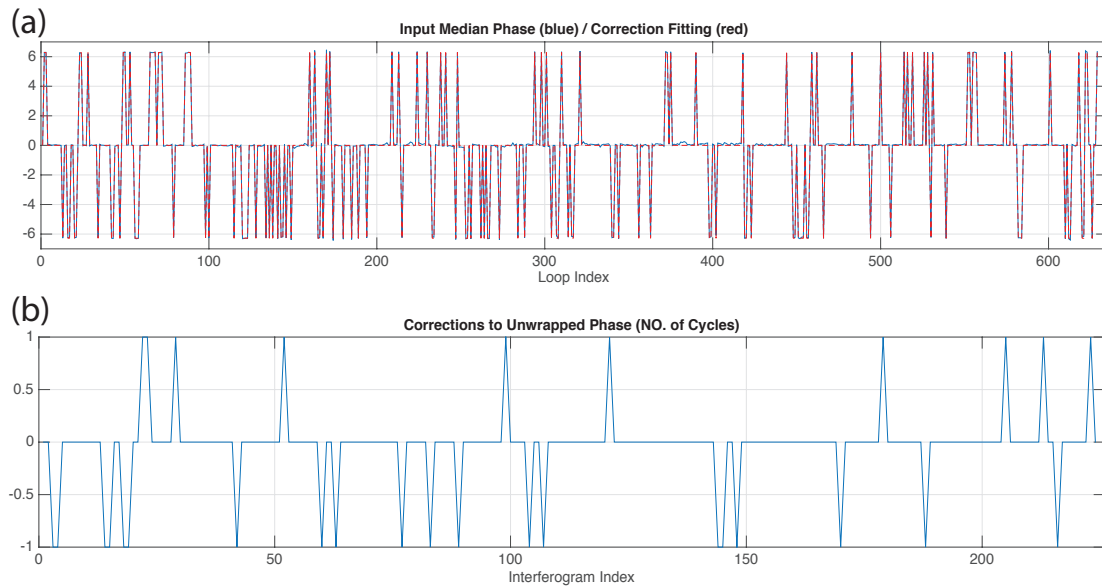 (a)
Input Median Phase (blue) / Correction Fitting (red)
6
4
2
0
-2
-4
-6
0 100 200 300 400 500 600
Loop Index
(b)
Corrections to Unwrapped Phase (NO. of Cycles)
1
0.5
0
-0.5
-1
0 50 100 150 200
Interferogram Index